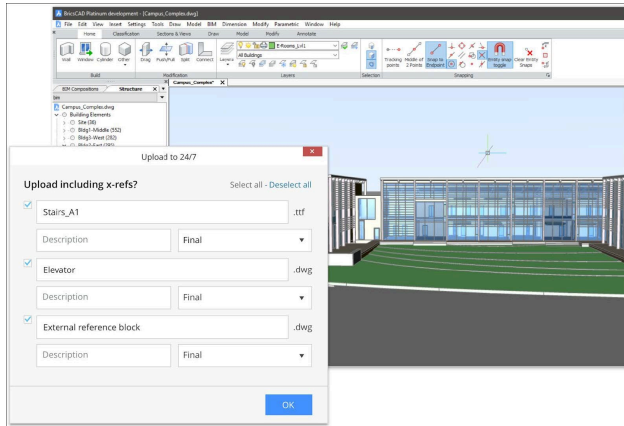 BricsCAD Platinum development - [Campus_Complex.dwg]
File Edit View Insert Settings Tools Draw Model BIM Dimension Modify Parametric Window Help
Home Classification Sections & Views Draw Model Modify Annotate
E-Rooms_Lvl1
All Buildings
Wall Window Cylinder Other Drag Push/Pull Split Connect Layers Tracking points Middle of 2 Points Snap to Endpoint Entity snap toggle Clear Entity Snaps
Build Modification Layers Selection Snapping
Campus_Complex* X
BIM Compositions Structure X
Campus_Complex.dwg
Building Elements
Site (38)
Bldg1-Middle (552)
Bldg3-West (282)
Upload to 24/7
Upload including x-refs?
Select all - Deselect all
Stairs_A1 .ttf
Description Final
Elevator .dwg
Description Final
External reference block .dwg
Description Final
OK